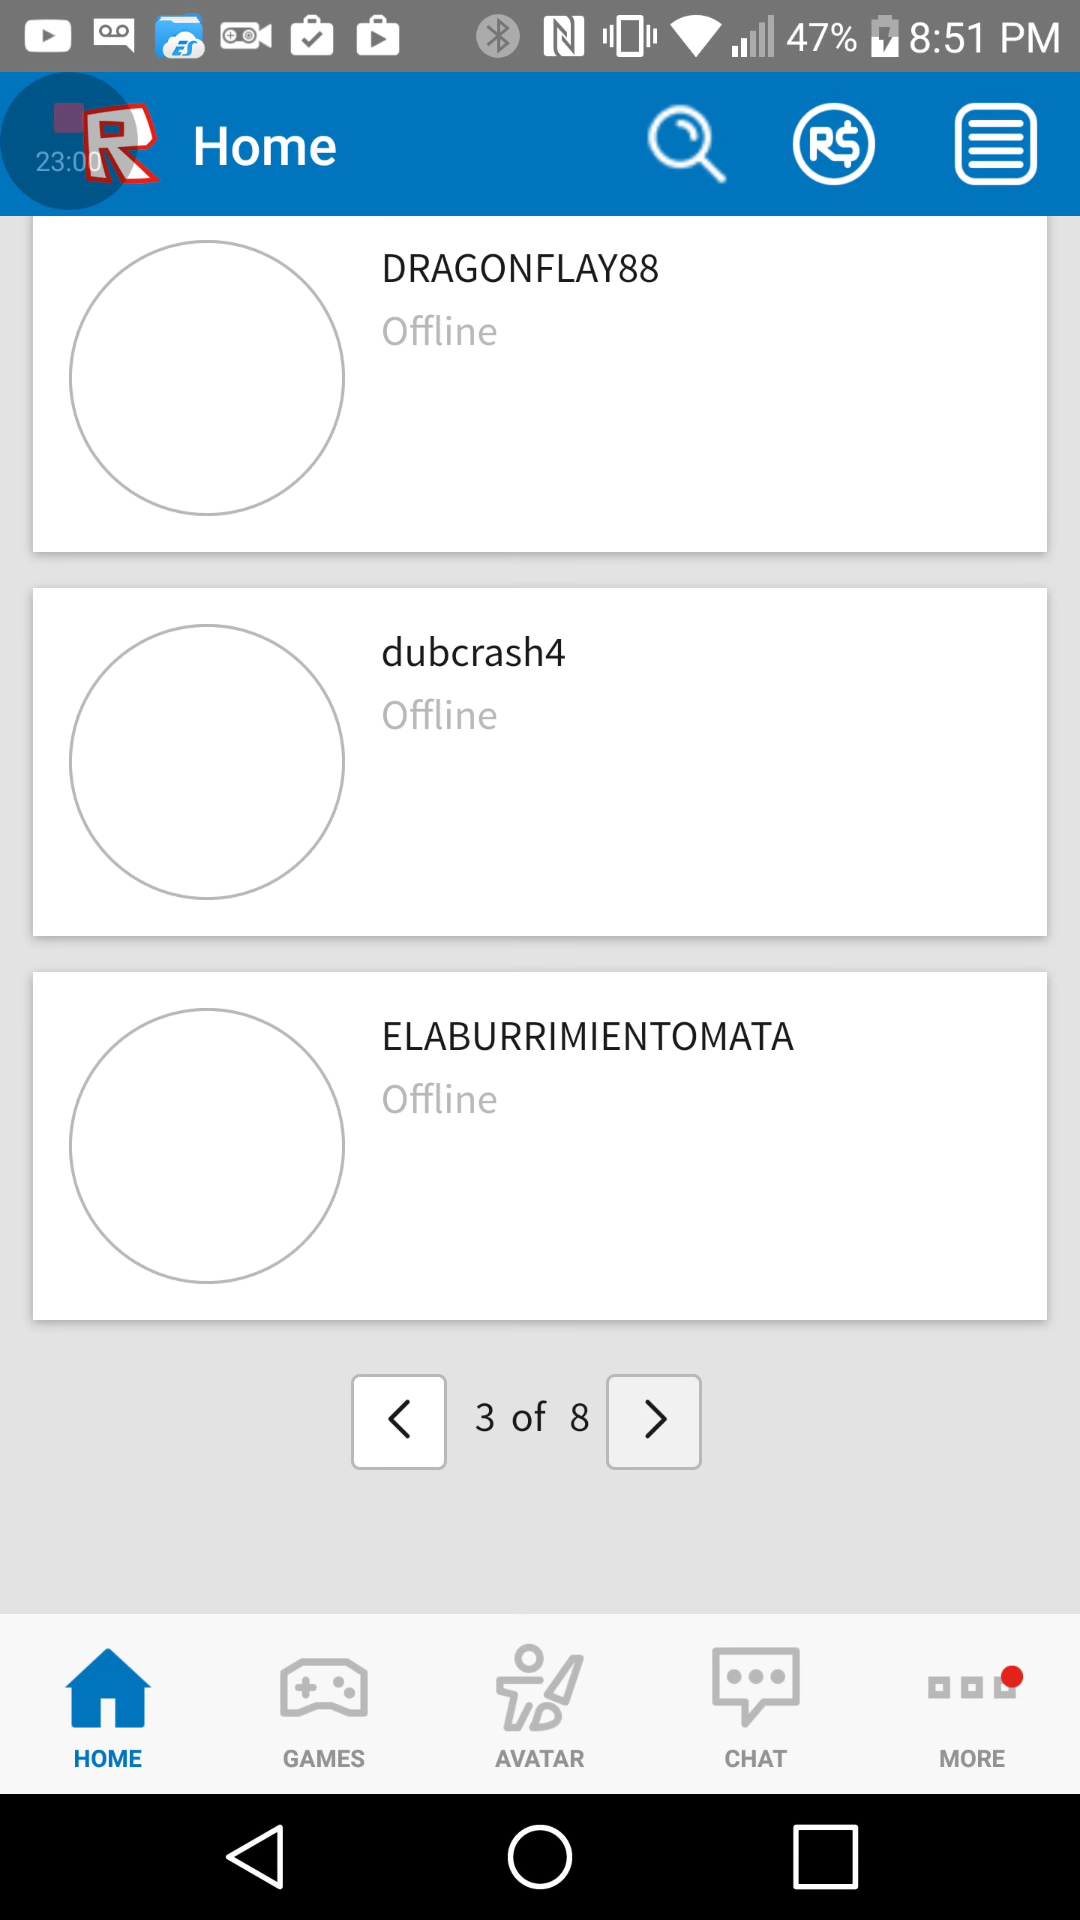 47% 8:51 PM
23:00 R Home R$
DRAGONFLAY88
Offline
dubcrash4
Offline
ELABURRIMIENTOMATA
Offline
3 of 8
HOME GAMES AVATAR CHAT MORE